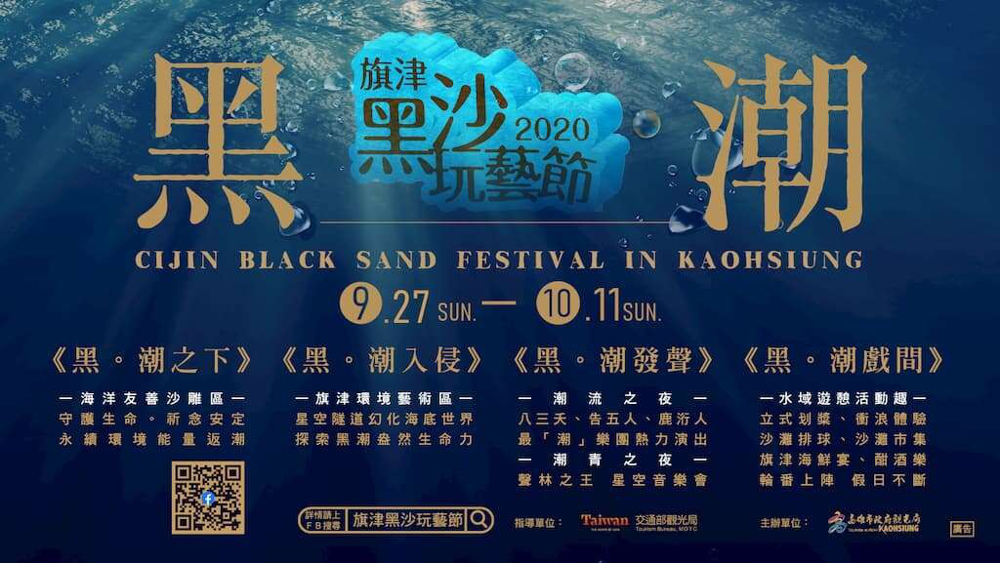 黑潮
旗津
黑沙 2020
玩藝節
CIJIN BLACK SAND FESTIVAL IN KAOHSIUNG
9.27 SUN. — 10.11 SUN.
《黑。潮之下》
—海洋友善沙雕區—
守護生命。祈念安定
永續環境能量返潮
《黑。潮入侵》
—旗津環境藝術區—
星空隧道幻化海底世界
探索黑潮盎然生命力
《黑。潮發聲》
—潮流之夜—
八三夭、告五人、鹿洐人
最「潮」樂團熱力演出
—潮青之夜—
聲林之王 星空音樂會
《黑。潮戲間》
—水域遊憩活動趣—
立式划槳、衝浪體驗
沙灘排球、沙灘市集
旗津海鮮宴、酣酒樂
輪番上陣 假日不斷
詳情請上
FB搜尋
旗津黑沙玩藝節
指導單位：
Taiwan
THE HEART OF ASIA
交通部觀光局
Tourism Bureau, MOTC
主辦單位：
高雄市政府觀光局
TOURISM BUREAU KAOHSIUNG
廣告